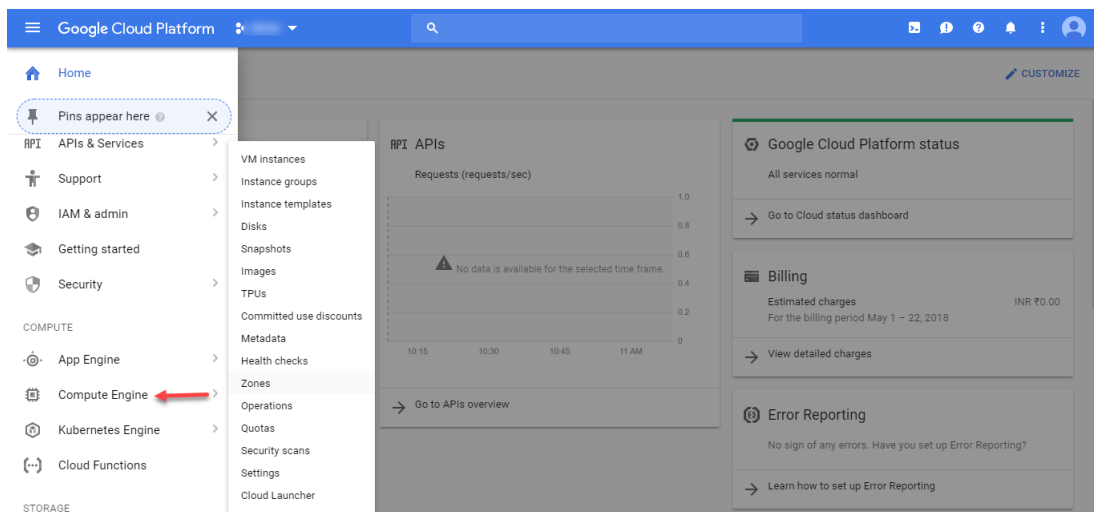 Google Cloud Platform
Home
CUSTOMIZE
Pins appear here
API APIs & Services
Support
IAM & admin
Getting started
Security
COMPUTE
App Engine
Compute Engine
Kubernetes Engine
Cloud Functions
STORAGE
VM instances
Instance groups
Instance templates
Disks
Snapshots
Images
TPUs
Committed use discounts
Metadata
Health checks
Zones
Operations
Quotas
Security scans
Settings
Cloud Launcher
API APIs
Requests (requests/sec)
1.0
0.8
0.6
No data is available for the selected time frame.
0.4
0.2
0
10:15 10:30 10:45 11 AM
Go to APIs overview
Google Cloud Platform status
All services normal
Go to Cloud status dashboard
Billing
Estimated charges INR ₹0.00
For the billing period May 1 – 22, 2018
View detailed charges
Error Reporting
No sign of any errors. Have you set up Error Reporting?
Learn how to set up Error Reporting